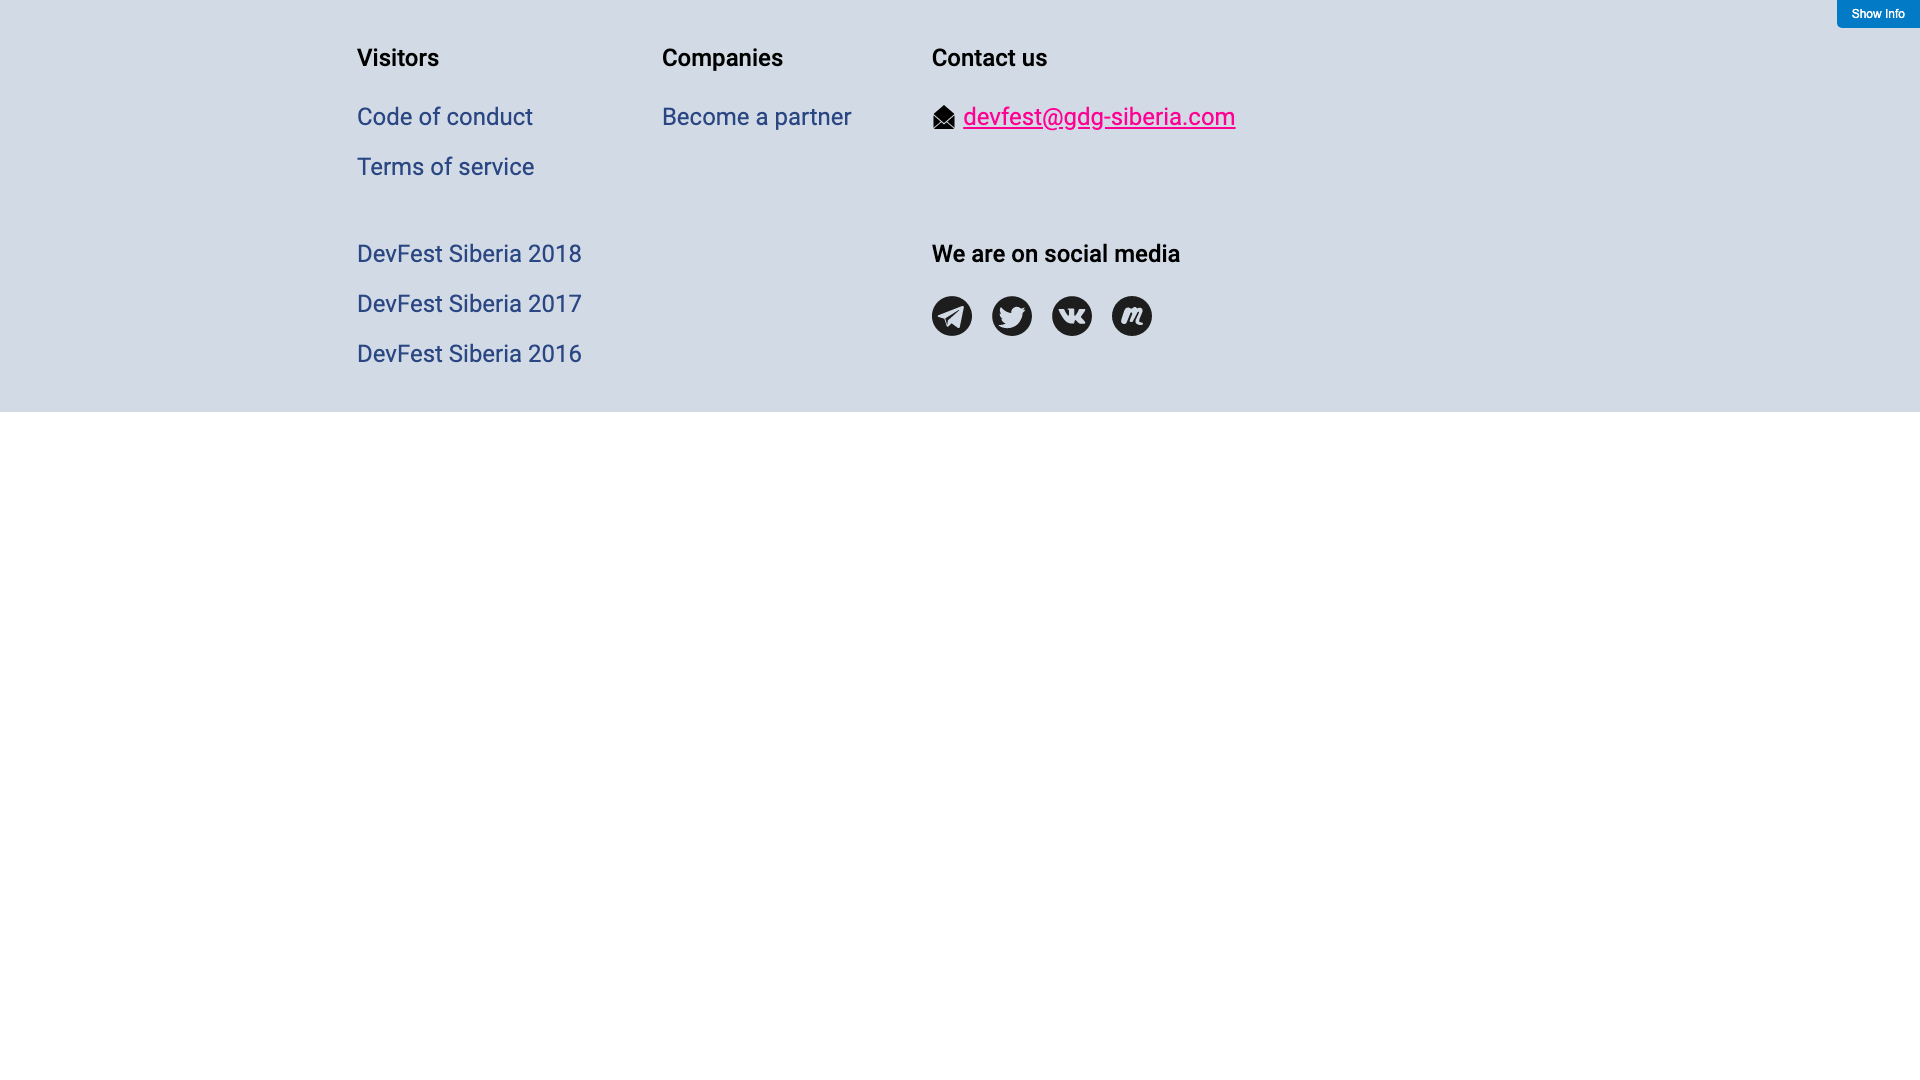 Show Info
Visitors
Code of conduct
Terms of service
DevFest Siberia 2018
DevFest Siberia 2017
DevFest Siberia 2016
Companies
Become a partner
Contact us
devfest@gdg-siberia.com
We are on social media